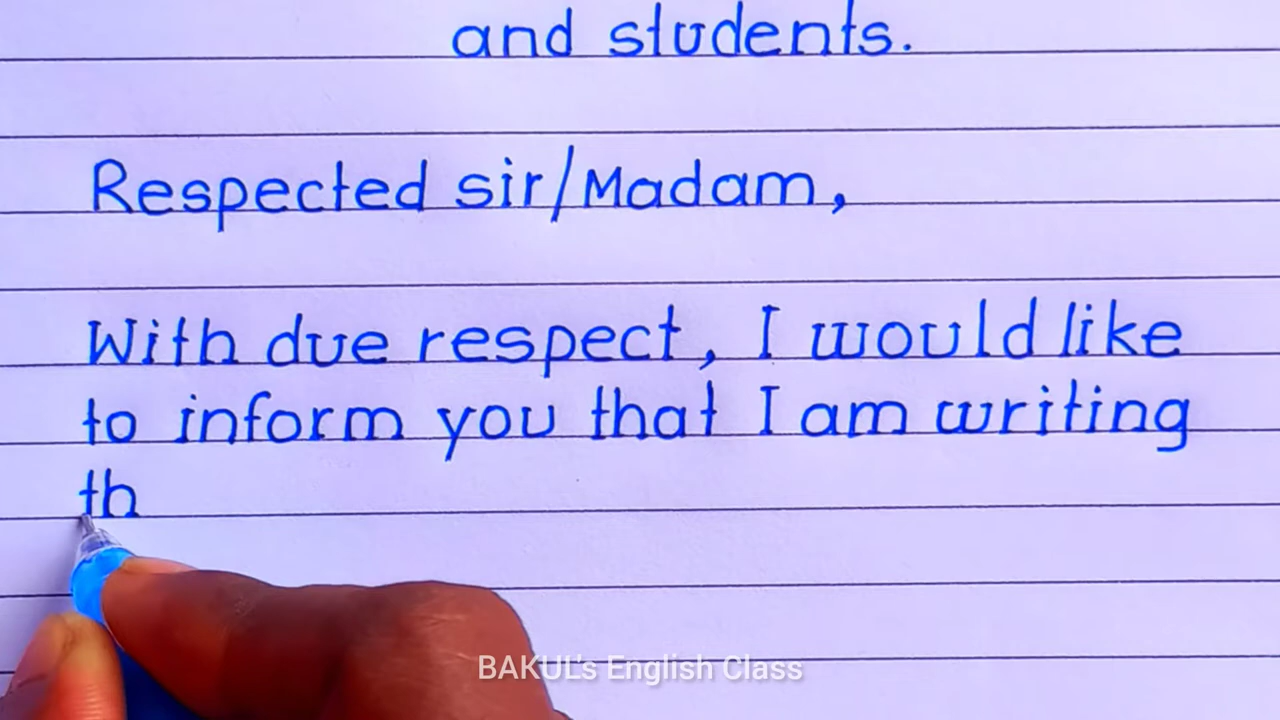 and students.
Respected sir/Madam,
With due respect, I would like
to inform you that I am writing
th
BAKUL's English Class